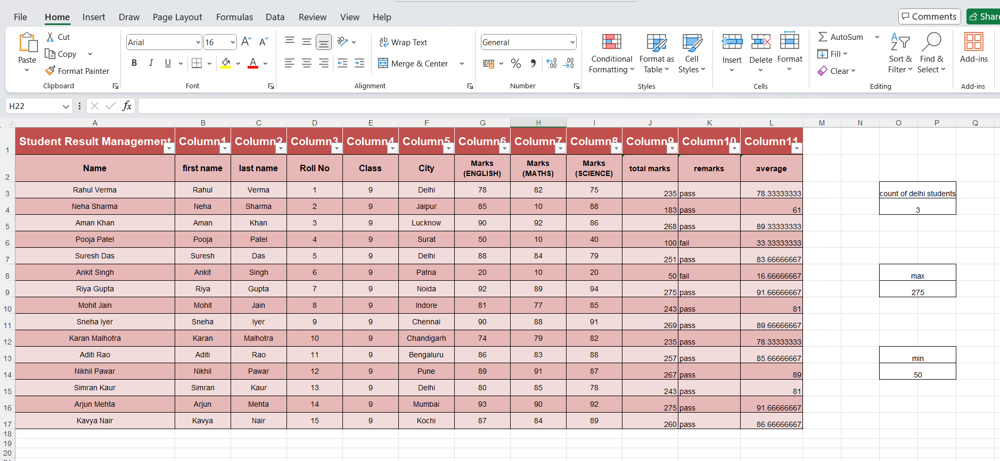 File Home Insert Draw Page Layout Formulas Data Review View Help Comments Share
Paste Cut Copy Format Painter Clipboard
Arial 16 A A B I U A Font
ab Wrap Text Merge & Center Alignment
General % 9 .00 .00 Number
Conditional Formatting Format as Table Cell Styles Styles
Insert Delete Format Cells
AutoSum Fill Clear Sort & Filter Find & Select Editing
Add-ins Add-ins
H22 fx
A B C D E F G H I J K L M N O P Q
1 Student Result Management Column1 Column2 Column3 Column4 Column5 Column6 Column7 Column8 Column9 Column10 Column11
2 Name first name last name Roll No Class City Marks (ENGLISH) Marks (MATHS) Marks (SCIENCE) total marks remarks average
3 Rahul Verma Rahul Verma 1 9 Delhi 78 82 75 235 pass 78.33333333 count of delhi students
4 Neha Sharma Neha Sharma 2 9 Jaipur 85 10 88 183 pass 61 3
5 Aman Khan Aman Khan 3 9 Lucknow 90 92 86 268 pass 89.33333333
6 Pooja Patel Pooja Patel 4 9 Surat 50 10 40 100 fail 33.33333333
7 Suresh Das Suresh Das 5 9 Delhi 88 84 79 251 pass 83.66666667
8 Ankit Singh Ankit Singh 6 9 Patna 20 10 20 50 fail 16.66666667 max
9 Riya Gupta Riya Gupta 7 9 Noida 92 89 94 275 pass 91.66666667 275
10 Mohit Jain Mohit Jain 8 9 Indore 81 77 85 243 pass 81
11 Sneha Iyer Sneha Iyer 9 9 Chennai 90 88 91 269 pass 89.66666667
12 Karan Malhotra Karan Malhotra 10 9 Chandigarh 74 79 82 235 pass 78.33333333
13 Aditi Rao Aditi Rao 11 9 Bengaluru 86 83 88 257 pass 85.66666667 min
14 Nikhil Pawar Nikhil Pawar 12 9 Pune 89 91 87 267 pass 89 50
15 Simran Kaur Simran Kaur 13 9 Delhi 80 85 78 243 pass 81
16 Arjun Mehta Arjun Mehta 14 9 Mumbai 93 90 92 275 pass 91.66666667
17 Kavya Nair Kavya Nair 15 9 Kochi 87 84 89 260 pass 86.66666667
18
19
20